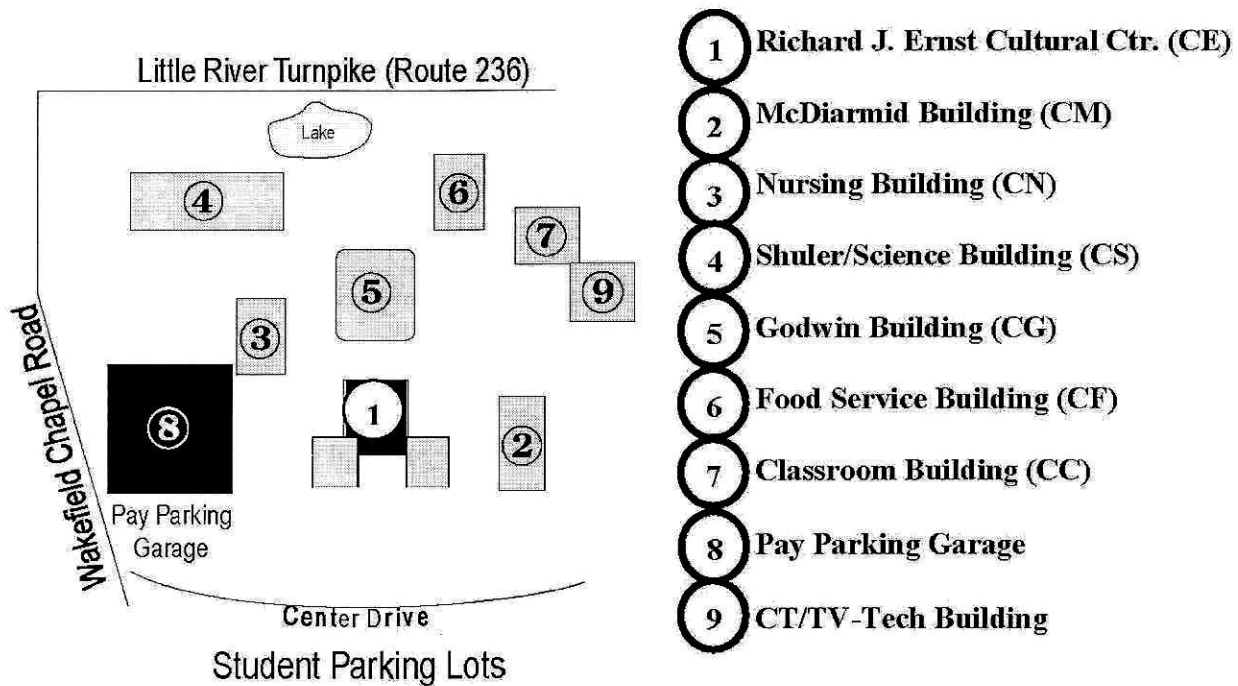 Little River Turnpike (Route 236)
Lake
4
6
7
9
5
3
Wakefield Chapel Road
8
1
2
Pay Parking
Garage
Center Drive
Student Parking Lots
1 Richard J. Ernst Cultural Ctr. (CE)
2 McDiarmid Building (CM)
3 Nursing Building (CN)
4 Shuler/Science Building (CS)
5 Godwin Building (CG)
6 Food Service Building (CF)
7 Classroom Building (CC)
8 Pay Parking Garage
9 CT/TV-Tech Building